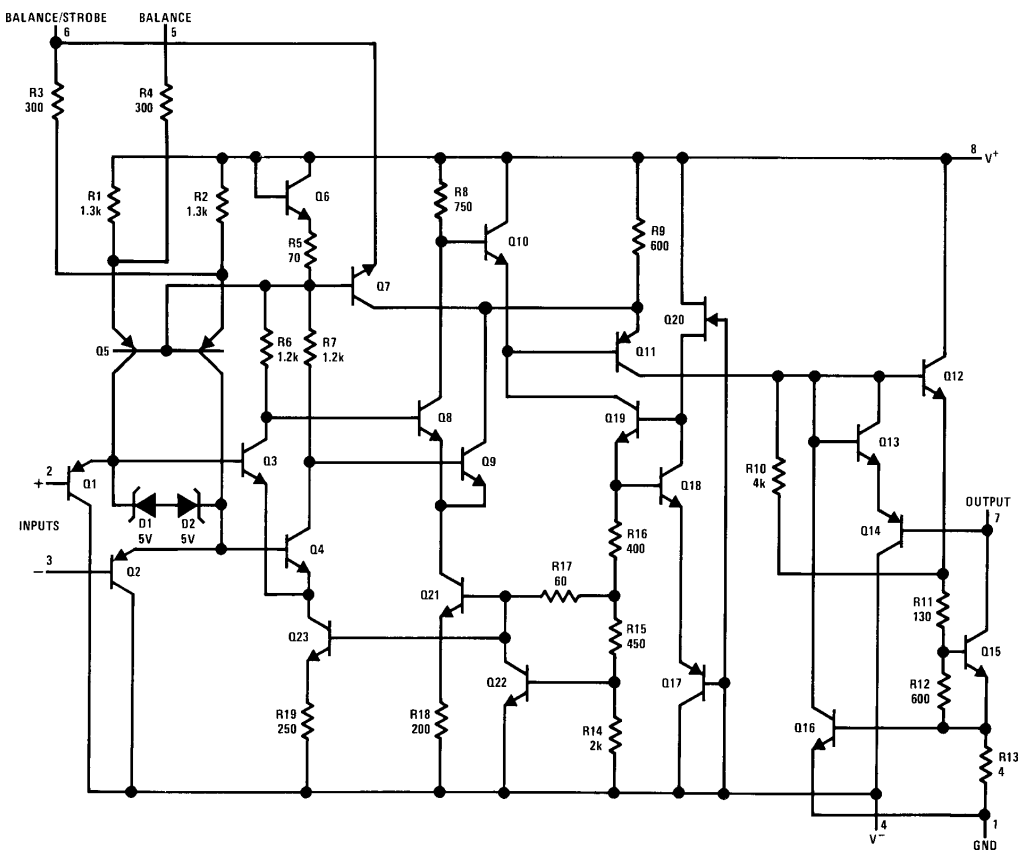 BALANCE/STROBE
6
BALANCE
5
R3
300
R4
300
8
V+
R1
1.3k
R2
1.3k
Q6
R8
750
R5
70
Q10
R9
600
Q7
Q20
Q5
R6
1.2k
R7
1.2k
Q11
Q12
Q8
Q19
Q13
Q3
Q9
R10
4k
2
+
Q1
Q18
OUTPUT
7
INPUTS
D1
5V
D2
5V
Q14
R16
400
Q4
3
−
Q2
R17
60
Q21
R11
130
Q23
R15
450
Q15
Q22
Q17
R12
600
R19
250
R18
200
R14
2k
Q16
R13
4
4
V−
1
GND